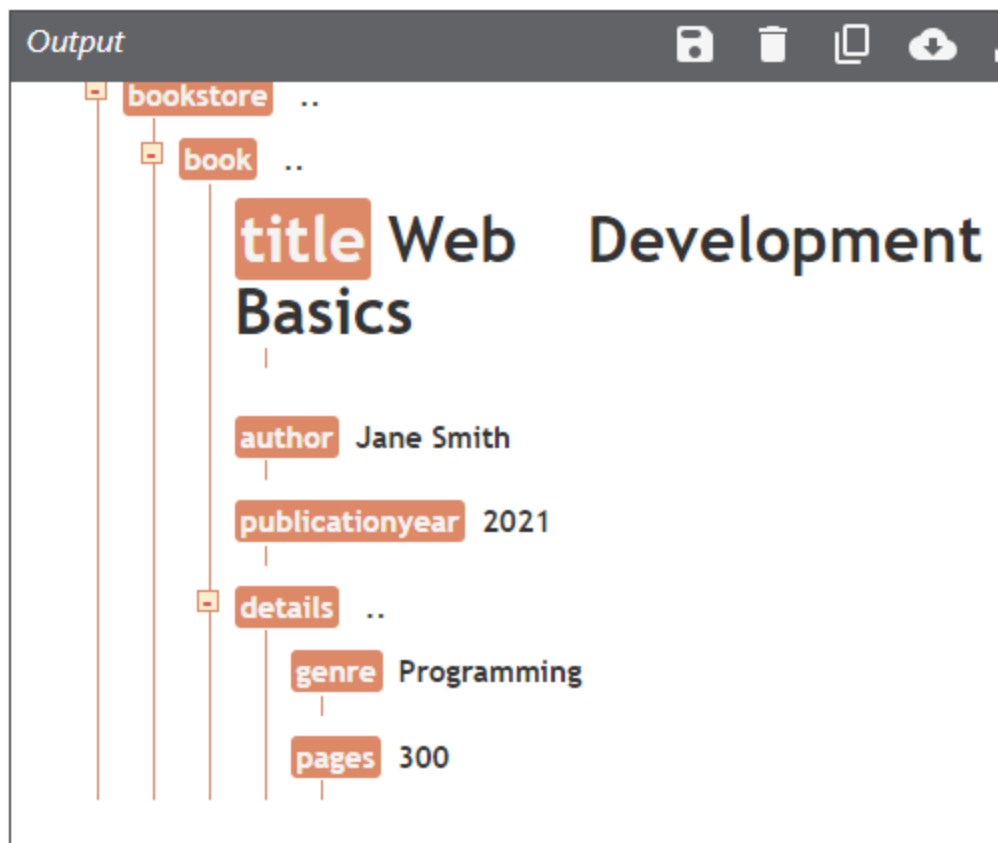 Output
- bookstore ..
- book ..
title Web Development
Basics
author Jane Smith
publicationyear 2021
- details ..
genre Programming
pages 300